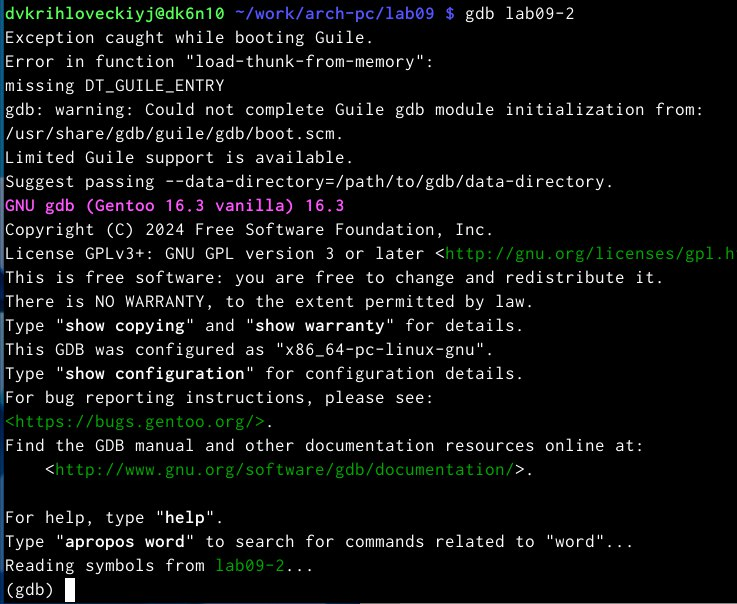 dvkrihloveckiyj@dk6n10 ~/work/arch-pc/lab09 $ gdb lab09-2
Exception caught while booting Guile.
Error in function "load-thunk-from-memory":
missing DT_GUILE_ENTRY
gdb: warning: Could not complete Guile gdb module initialization from:
/usr/share/gdb/guile/gdb/boot.scm.
Limited Guile support is available.
Suggest passing --data-directory=/path/to/gdb/data-directory.
GNU gdb (Gentoo 16.3 vanilla) 16.3
Copyright (C) 2024 Free Software Foundation, Inc.
License GPLv3+: GNU GPL version 3 or later <http://gnu.org/licenses/gpl.h
This is free software: you are free to change and redistribute it.
There is NO WARRANTY, to the extent permitted by law.
Type "show copying" and "show warranty" for details.
This GDB was configured as "x86_64-pc-linux-gnu".
Type "show configuration" for configuration details.
For bug reporting instructions, please see:
<https://bugs.gentoo.org/>.
Find the GDB manual and other documentation resources online at:
    <http://www.gnu.org/software/gdb/documentation/>.

For help, type "help".
Type "apropos word" to search for commands related to "word"...
Reading symbols from lab09-2...
(gdb)